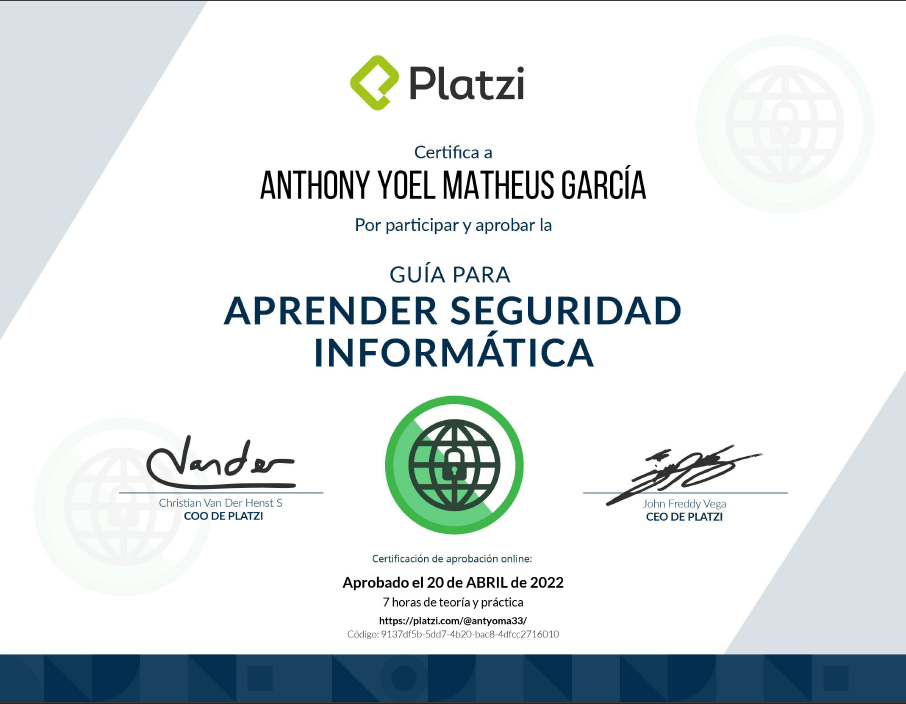 Platzi
Certifica a
ANTHONY YOEL MATHEUS GARCÍA
Por participar y aprobar la
GUÍA PARA
APRENDER SEGURIDAD
INFORMÁTICA
Vander
Christian Van Der Henst S
COO DE PLATZI
John Freddy Vega
CEO DE PLATZI
Certificación de aprobación online:
Aprobado el 20 de ABRIL de 2022
7 horas de teoría y práctica
https://platzi.com/@antyoma33/
Código: 9137df5b-5dd7-4b20-bac8-4dfcc2716010